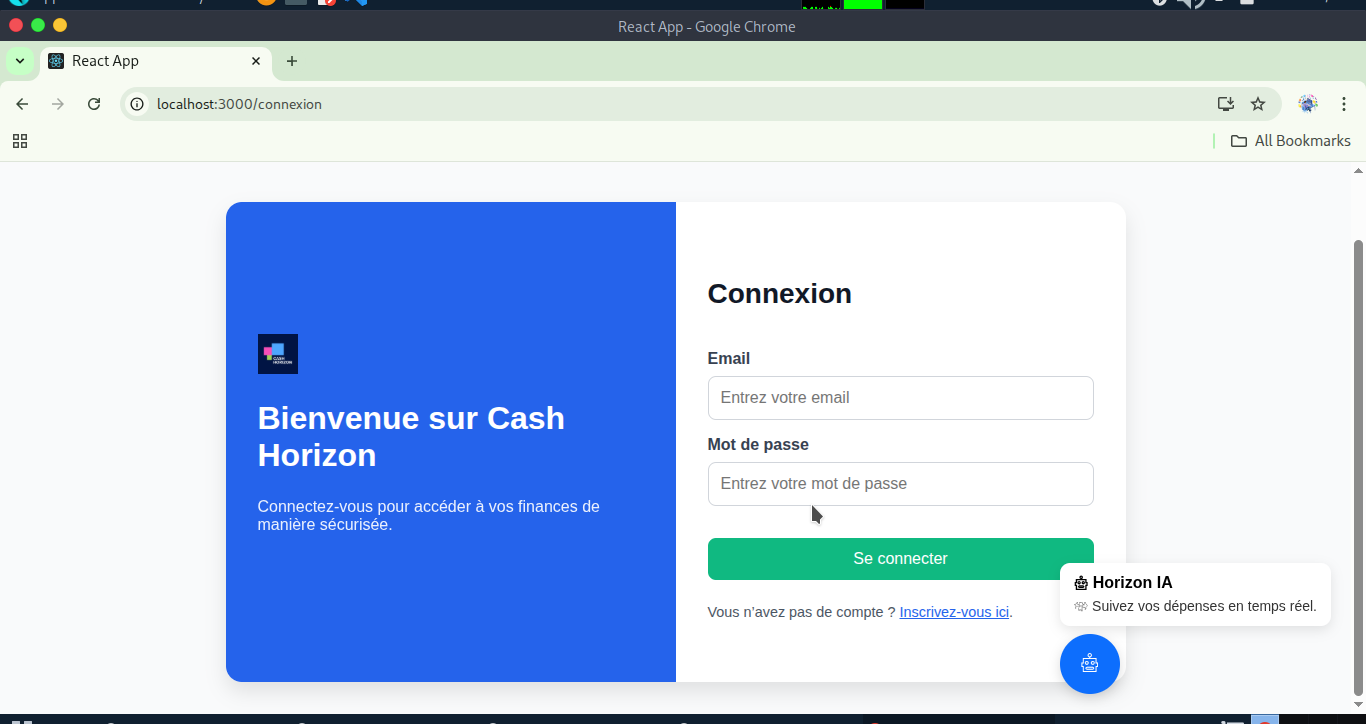 React App - Google Chrome
React App
localhost:3000/connexion
All Bookmarks
CASH
HORIZON
Bienvenue sur Cash
Horizon
Connectez-vous pour accéder à vos finances de
manière sécurisée.
Connexion
Email
Entrez votre email
Mot de passe
Entrez votre mot de passe
Se connecter
Vous n’avez pas de compte ? Inscrivez-vous ici.
Horizon IA
Suivez vos dépenses en temps réel.